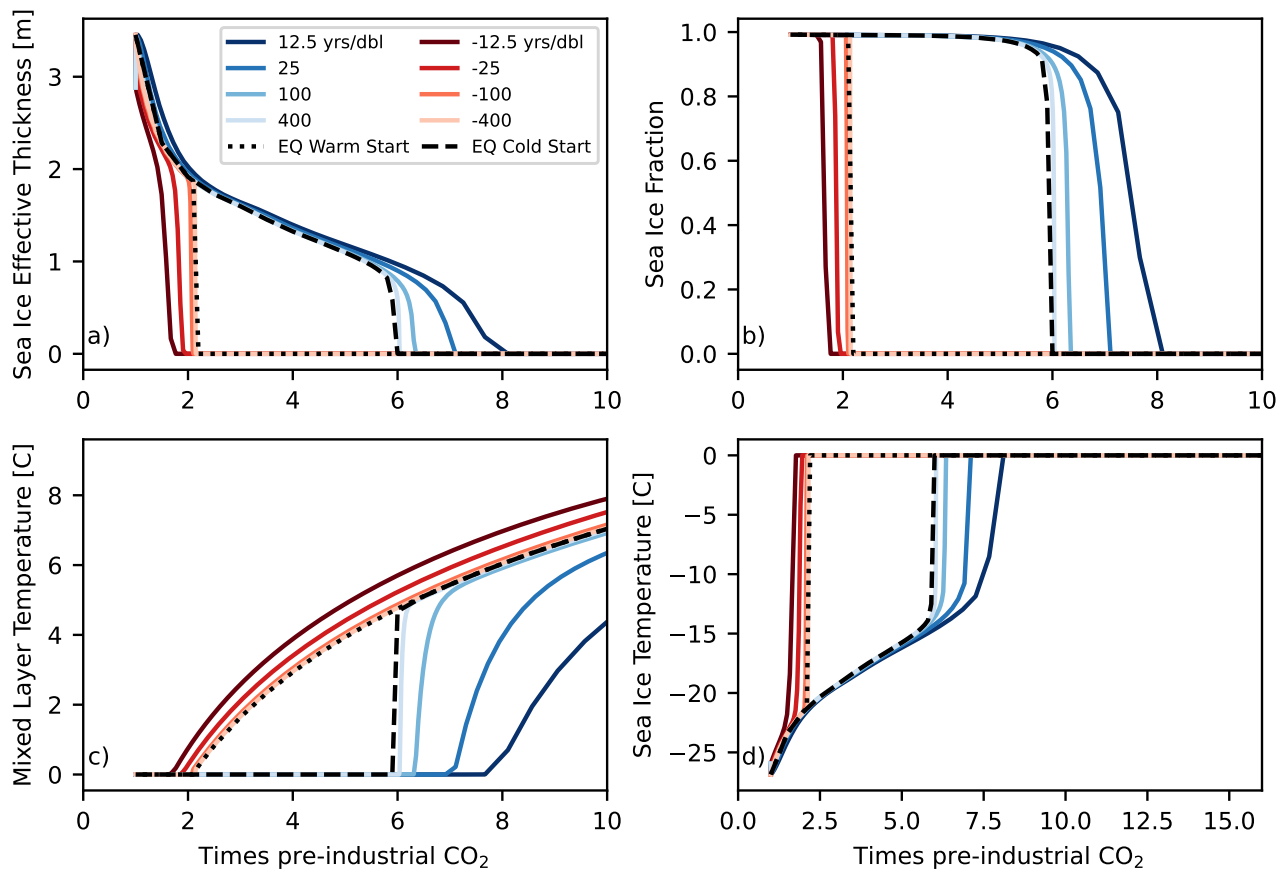 Sea Ice Effective Thickness [m]
3
2
1
0
12.5 yrs/dbl
25
100
400
EQ Warm Start
-12.5 yrs/dbl
-25
-100
-400
EQ Cold Start
a)
0 2 4 6 8 10
Sea Ice Fraction
1.0
0.8
0.6
0.4
0.2
0.0
b)
0 2 4 6 8 10
Mixed Layer Temperature [C]
8
6
4
2
0
c)
0 2 4 6 8 10
Times pre-industrial CO₂
Sea Ice Temperature [C]
0
−5
−10
−15
−20
−25
d)
0.0 2.5 5.0 7.5 10.0 12.5 15.0
Times pre-industrial CO₂